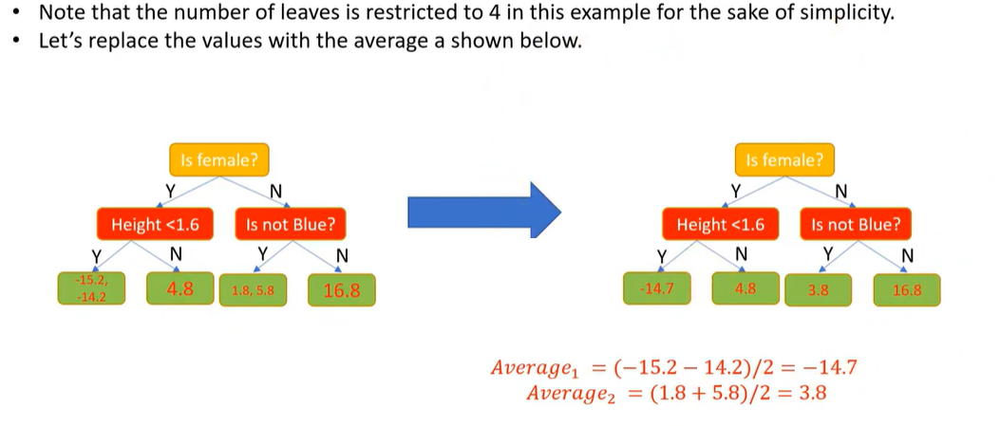 • Note that the number of leaves is restricted to 4 in this example for the sake of simplicity.
• Let’s replace the values with the average a shown below.
Is female?
Y N
Height <1.6 Is not Blue?
Y N Y N
-15.2,
-14.2
4.8 1.8, 5.8 16.8
Is female?
Y N
Height <1.6 Is not Blue?
Y N Y N
-14.7 4.8 3.8 16.8
Average₁ = (−15.2 − 14.2)/2 = −14.7
Average₂ = (1.8 + 5.8)/2 = 3.8